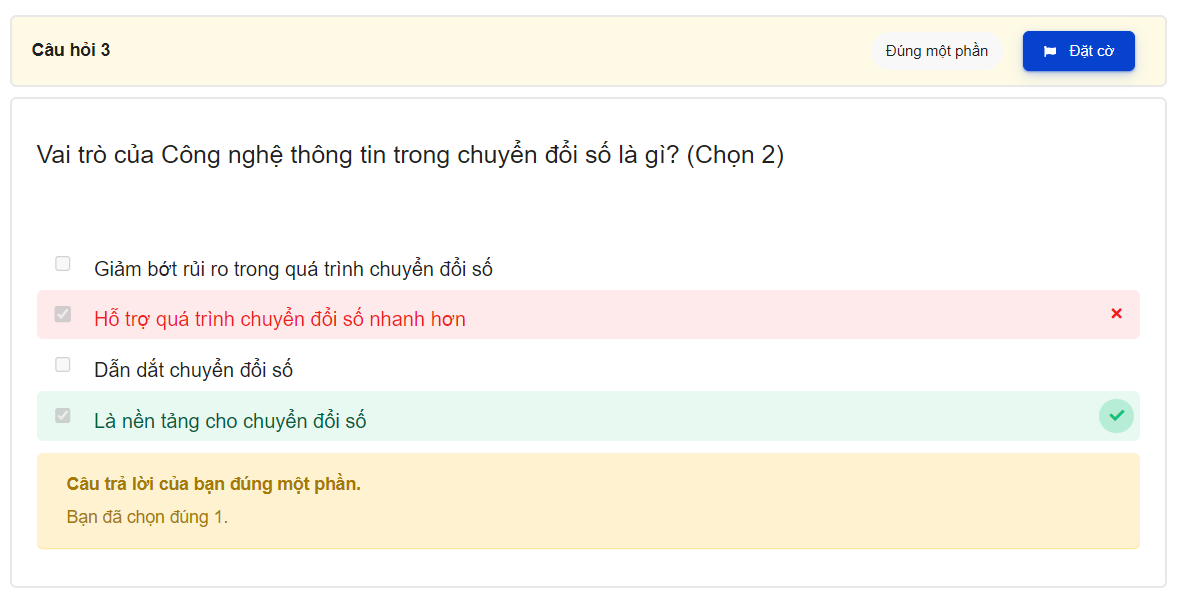 Câu hỏi 3
Đúng một phần
Đặt cờ
Vai trò của Công nghệ thông tin trong chuyển đổi số là gì? (Chọn 2)
Giảm bớt rủi ro trong quá trình chuyển đổi số
Hỗ trợ quá trình chuyển đổi số nhanh hơn
Dẫn dắt chuyển đổi số
Là nền tảng cho chuyển đổi số
Câu trả lời của bạn đúng một phần.
Bạn đã chọn đúng 1.